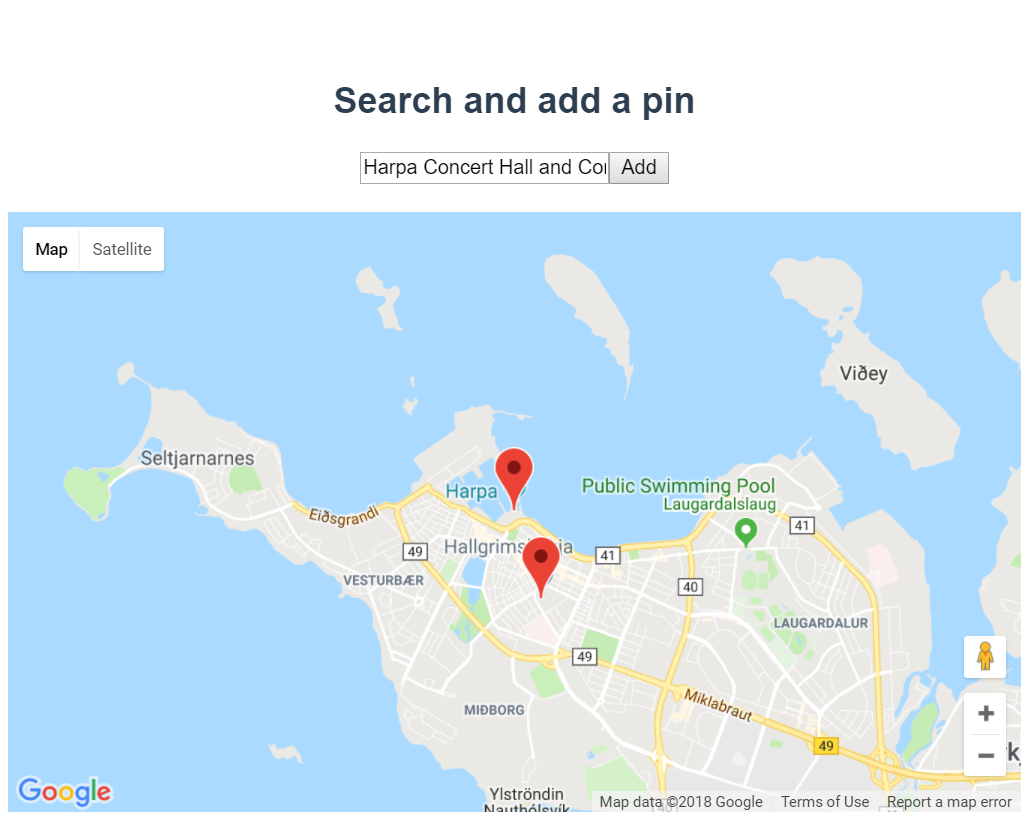 Search and add a pin
Harpa Concert Hall and Co
Add
Map
Satellite
Viðey
Seltjarnarnes
Harpa
Public Swimming Pool
Laugardalslaug
Eiðsgrandi
41
49
Hallgrims
ja
41
VESTURBÆR
40
LAUGARDALUR
49
Miklabraut
MIÐBORG
49
Ylströndin
Nauthólsvík
Google
Map data ©2018 Google
Terms of Use
Report a map error